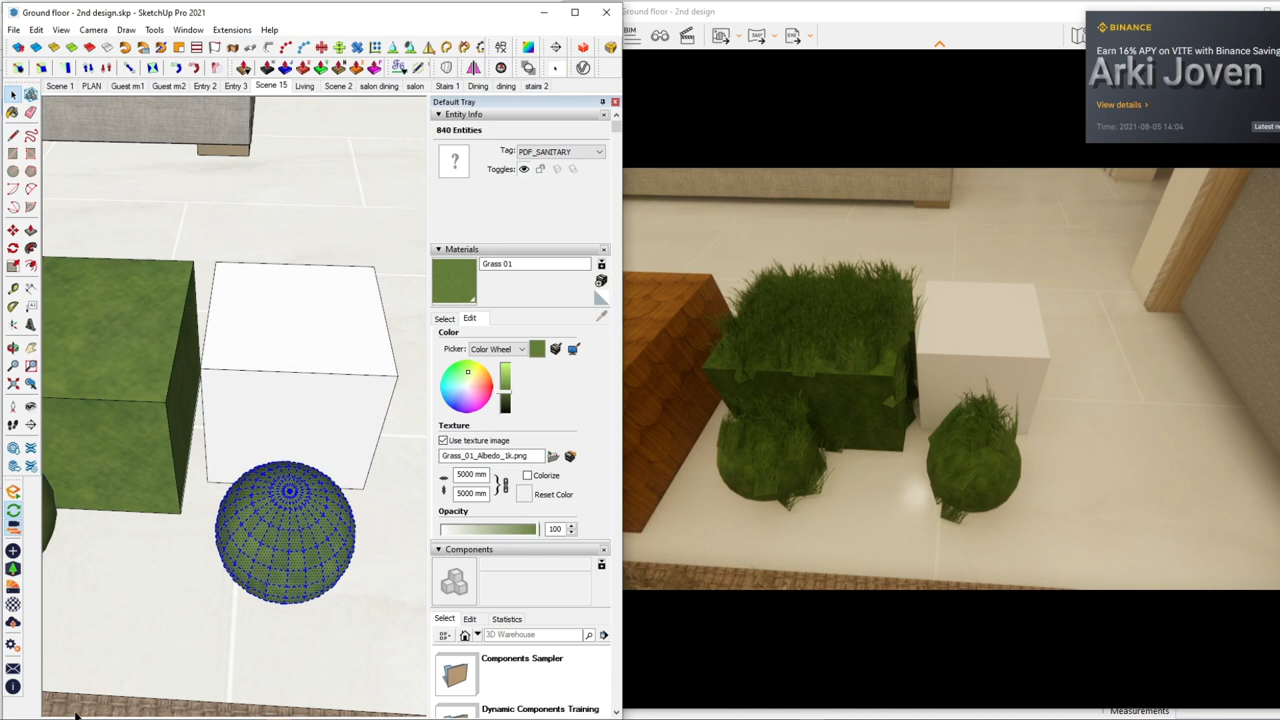 Ground floor - 2nd design.skp - SketchUp Pro 2021
File Edit View Camera Draw Tools Window Extensions Help
Scene 1 PLAN Guest rm1 Guest rm2 Entry 2 Entry 3 Scene 15 Living Scene 2 salon dining salon Stairs 1 Dining dining stairs 2
Default Tray
Entity Info
840 Entities
?
Tag: PDF_SANITARY
Toggles:
Materials
Grass 01
Select Edit
Color
Picker: Color Wheel
Texture
Use texture image
Grass_01_Albedo_1k.png
5000 mm
Colorize
5000 mm
Reset Color
Opacity
100
Components
Select Edit Statistics
3D Warehouse
Components Sampler
Dynamic Components Training
Ground floor - 2nd design
BIM
360°
EXE
BINANCE
Earn 16% APY on VITE with Binance Saving
Arki Joven
View details ›
Time: 2021-08-05 14:04
Latest n
Measurements